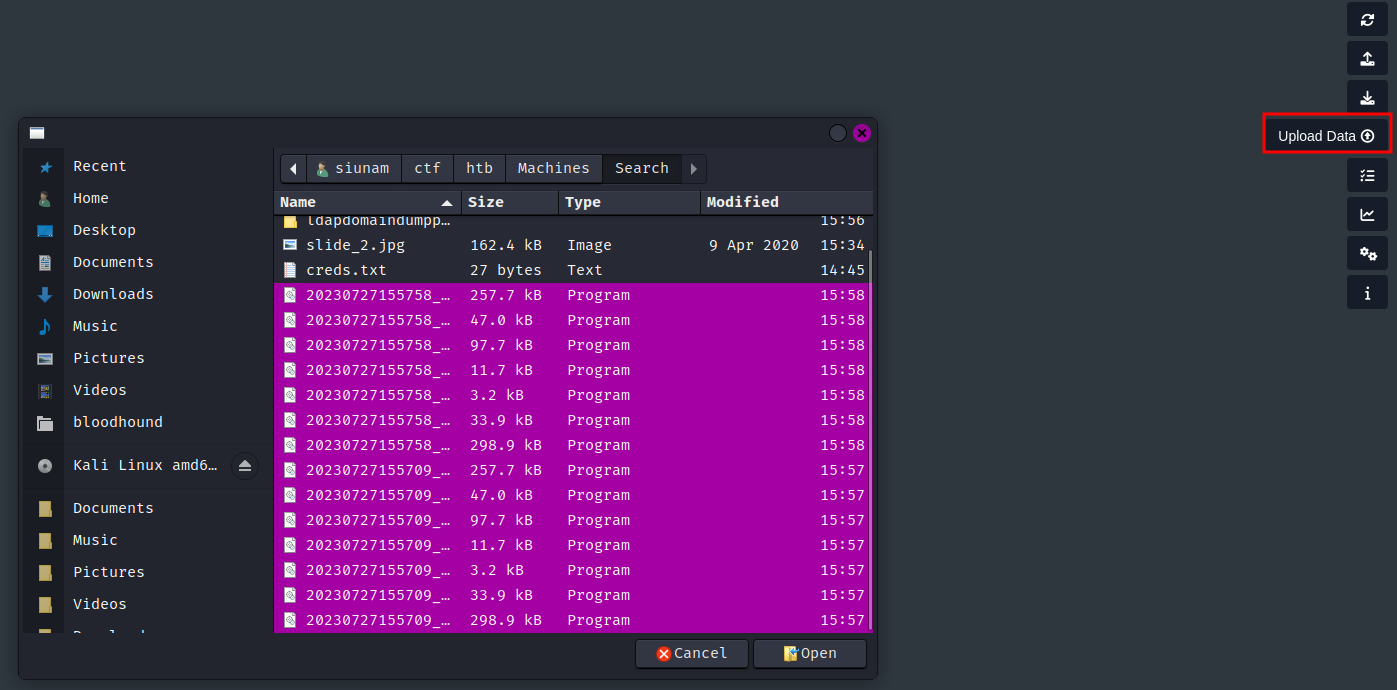 Upload Data
siunam ctf htb Machines Search
Recent
Home
Desktop
Documents
Downloads
Music
Pictures
Videos
bloodhound
Kali Linux amd6…
Documents
Music
Pictures
Videos
Name Size Type Modified
ldapdomaindumpp… 15:56
slide_2.jpg 162.4 kB Image 9 Apr 2020 15:34
creds.txt 27 bytes Text 14:45
20230727155758_… 257.7 kB Program 15:58
20230727155758_… 47.0 kB Program 15:58
20230727155758_… 97.7 kB Program 15:58
20230727155758_… 11.7 kB Program 15:58
20230727155758_… 3.2 kB Program 15:58
20230727155758_… 33.9 kB Program 15:58
20230727155758_… 298.9 kB Program 15:58
20230727155709_… 257.7 kB Program 15:57
20230727155709_… 47.0 kB Program 15:57
20230727155709_… 97.7 kB Program 15:57
20230727155709_… 11.7 kB Program 15:57
20230727155709_… 3.2 kB Program 15:57
20230727155709_… 33.9 kB Program 15:57
20230727155709_… 298.9 kB Program 15:57
Cancel Open